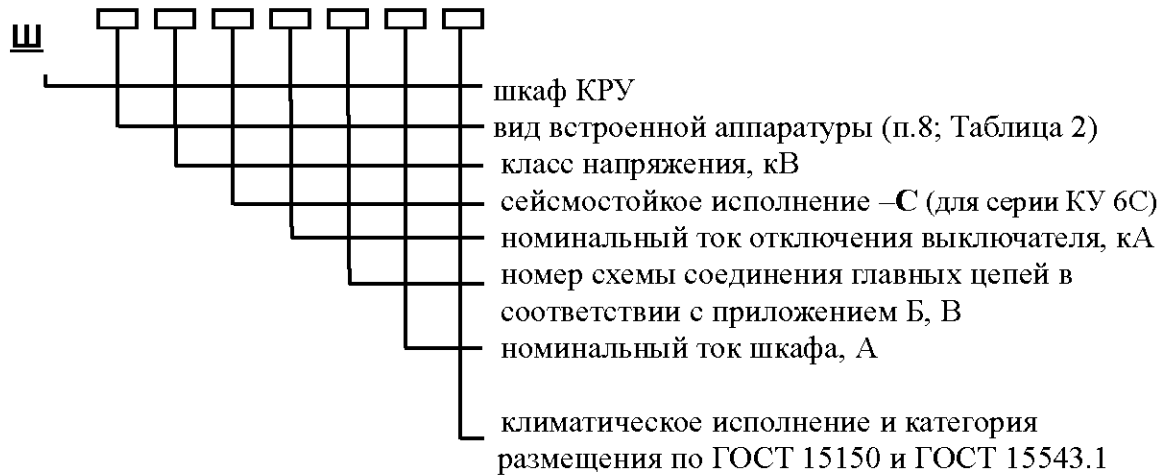 Ш
шкаф КРУ
вид встроенной аппаратуры (п.8; Таблица 2)
класс напряжения, кВ
сейсмостойкое исполнение –С (для серии КУ 6С)
номинальный ток отключения выключателя, кА
номер схемы соединения главных цепей в
соответствии с приложением Б, В
номинальный ток шкафа, А
климатическое исполнение и категория
размещения по ГОСТ 15150 и ГОСТ 15543.1